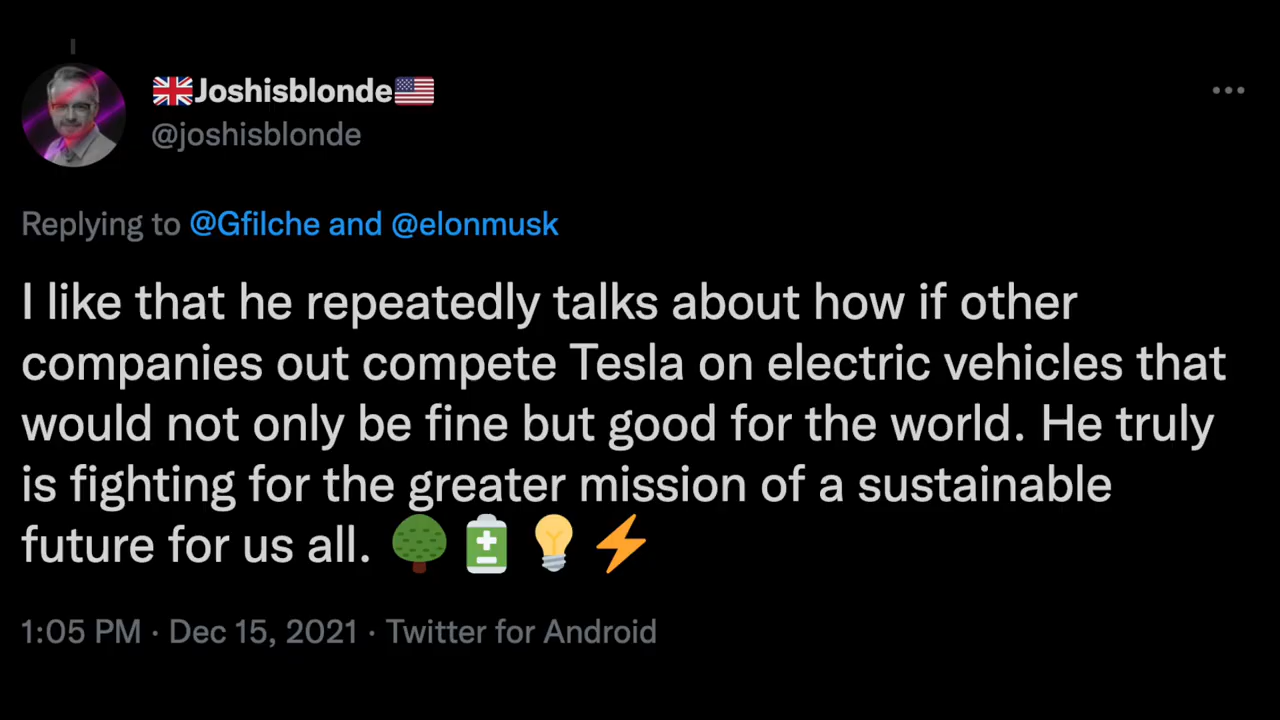 🇬🇧Joshisblonde🇺🇸
@joshisblonde
Replying to @Gfilche and @elonmusk
I like that he repeatedly talks about how if other
companies out compete Tesla on electric vehicles that
would not only be fine but good for the world. He truly
is fighting for the greater mission of a sustainable
future for us all. 🌳🔋💡⚡
1:05 PM · Dec 15, 2021 · Twitter for Android